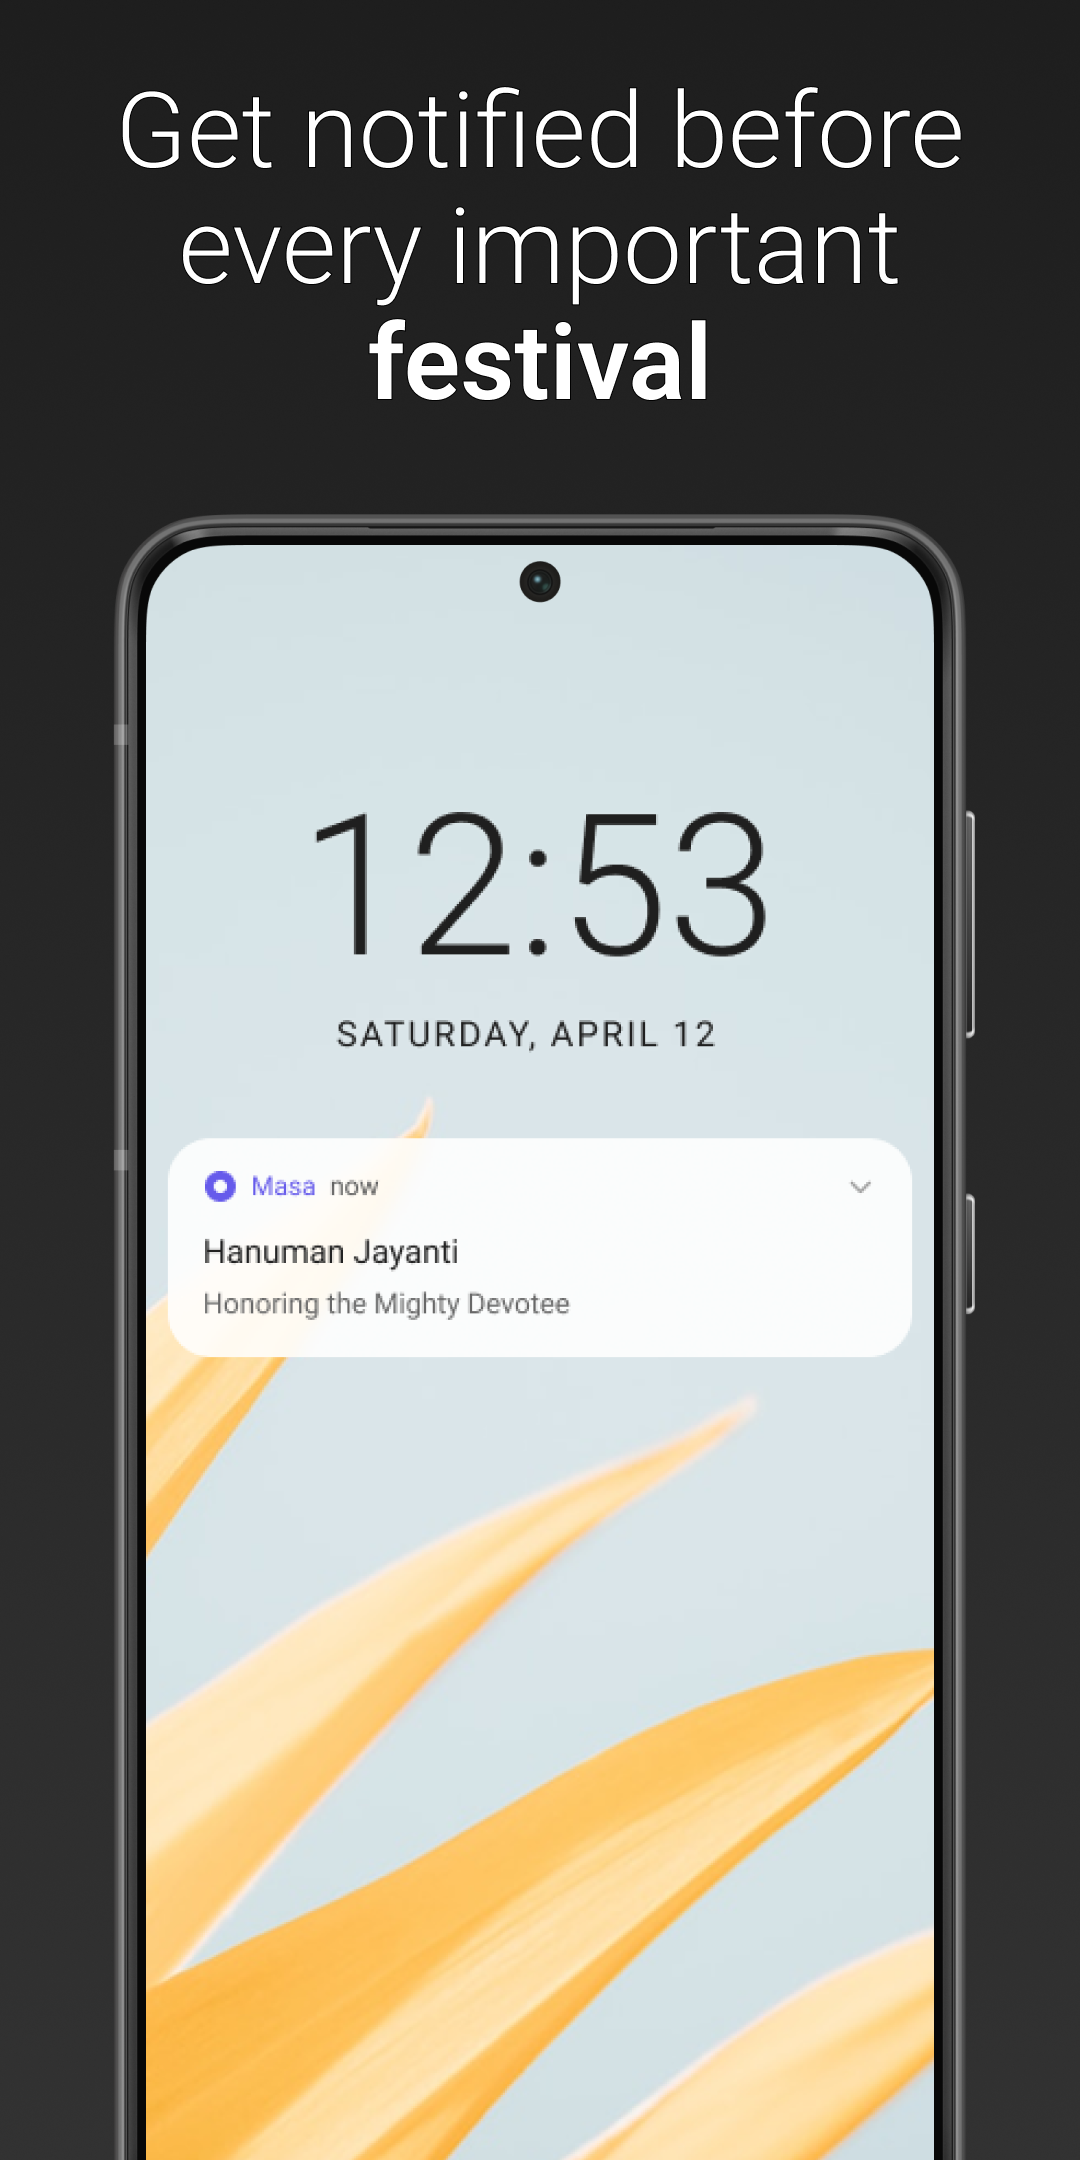 Get notified before
every important
festival
12:53
SATURDAY, APRIL 12
Masa now
Hanuman Jayanti
Honoring the Mighty Devotee